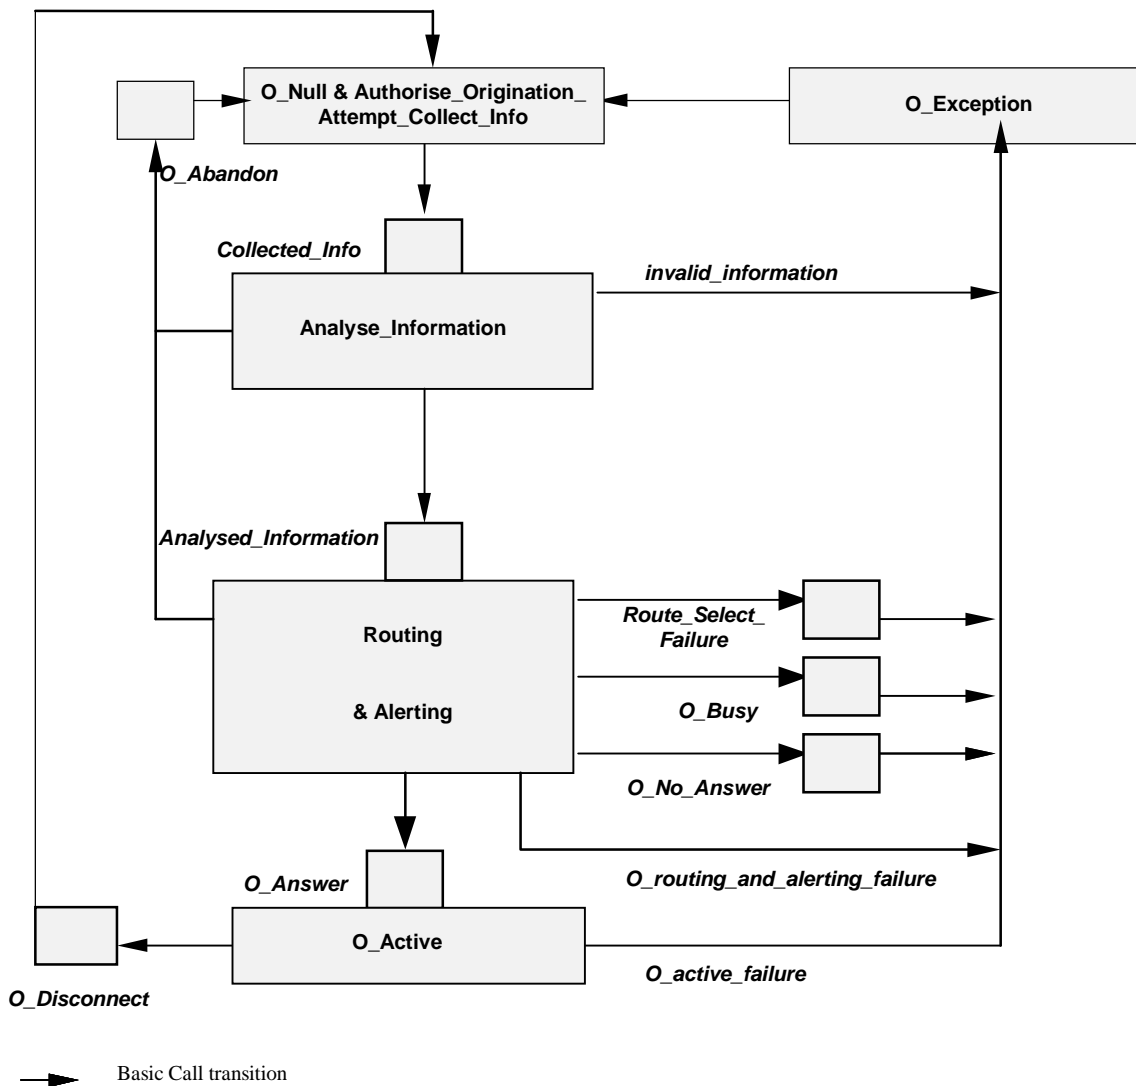 O_Null & Authorise_Origination_
Attempt_Collect_Info
O_Exception
O_Abandon
Collected_Info
invalid_information
Analyse_Information
Analysed_Information
Routing
& Alerting
Route_Select_
Failure
O_Busy
O_No_Answer
O_routing_and_alerting_failure
O_Answer
O_Active
O_active_failure
O_Disconnect
Basic Call transition